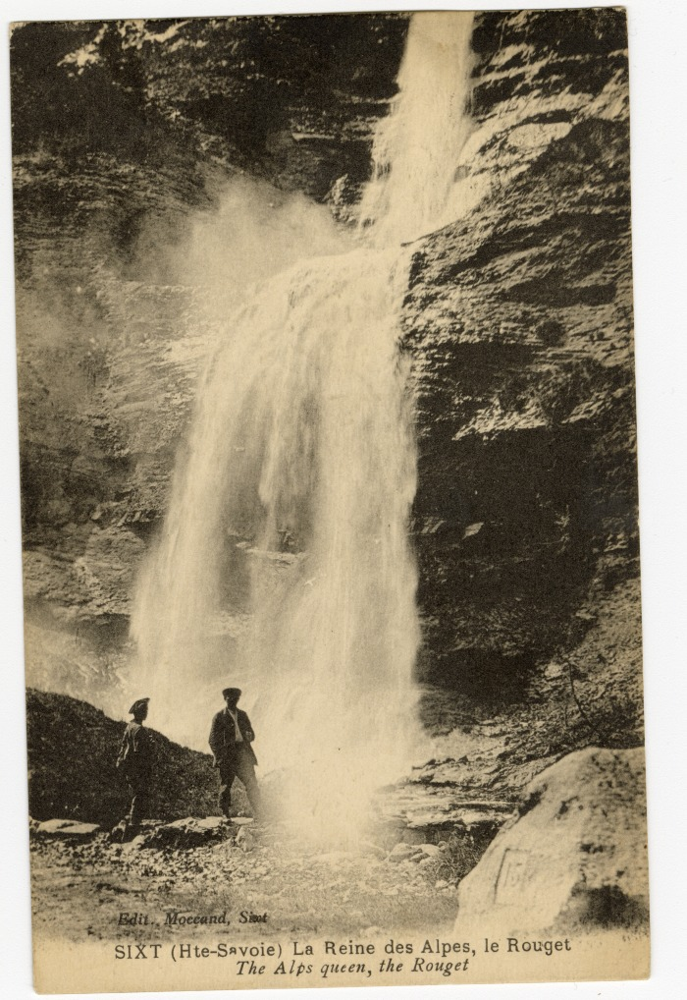 Edit. Moccand, Sixt
SIXT (Hte-Savoie) La Reine des Alpes, le Rouget
The Alps queen, the Rouget